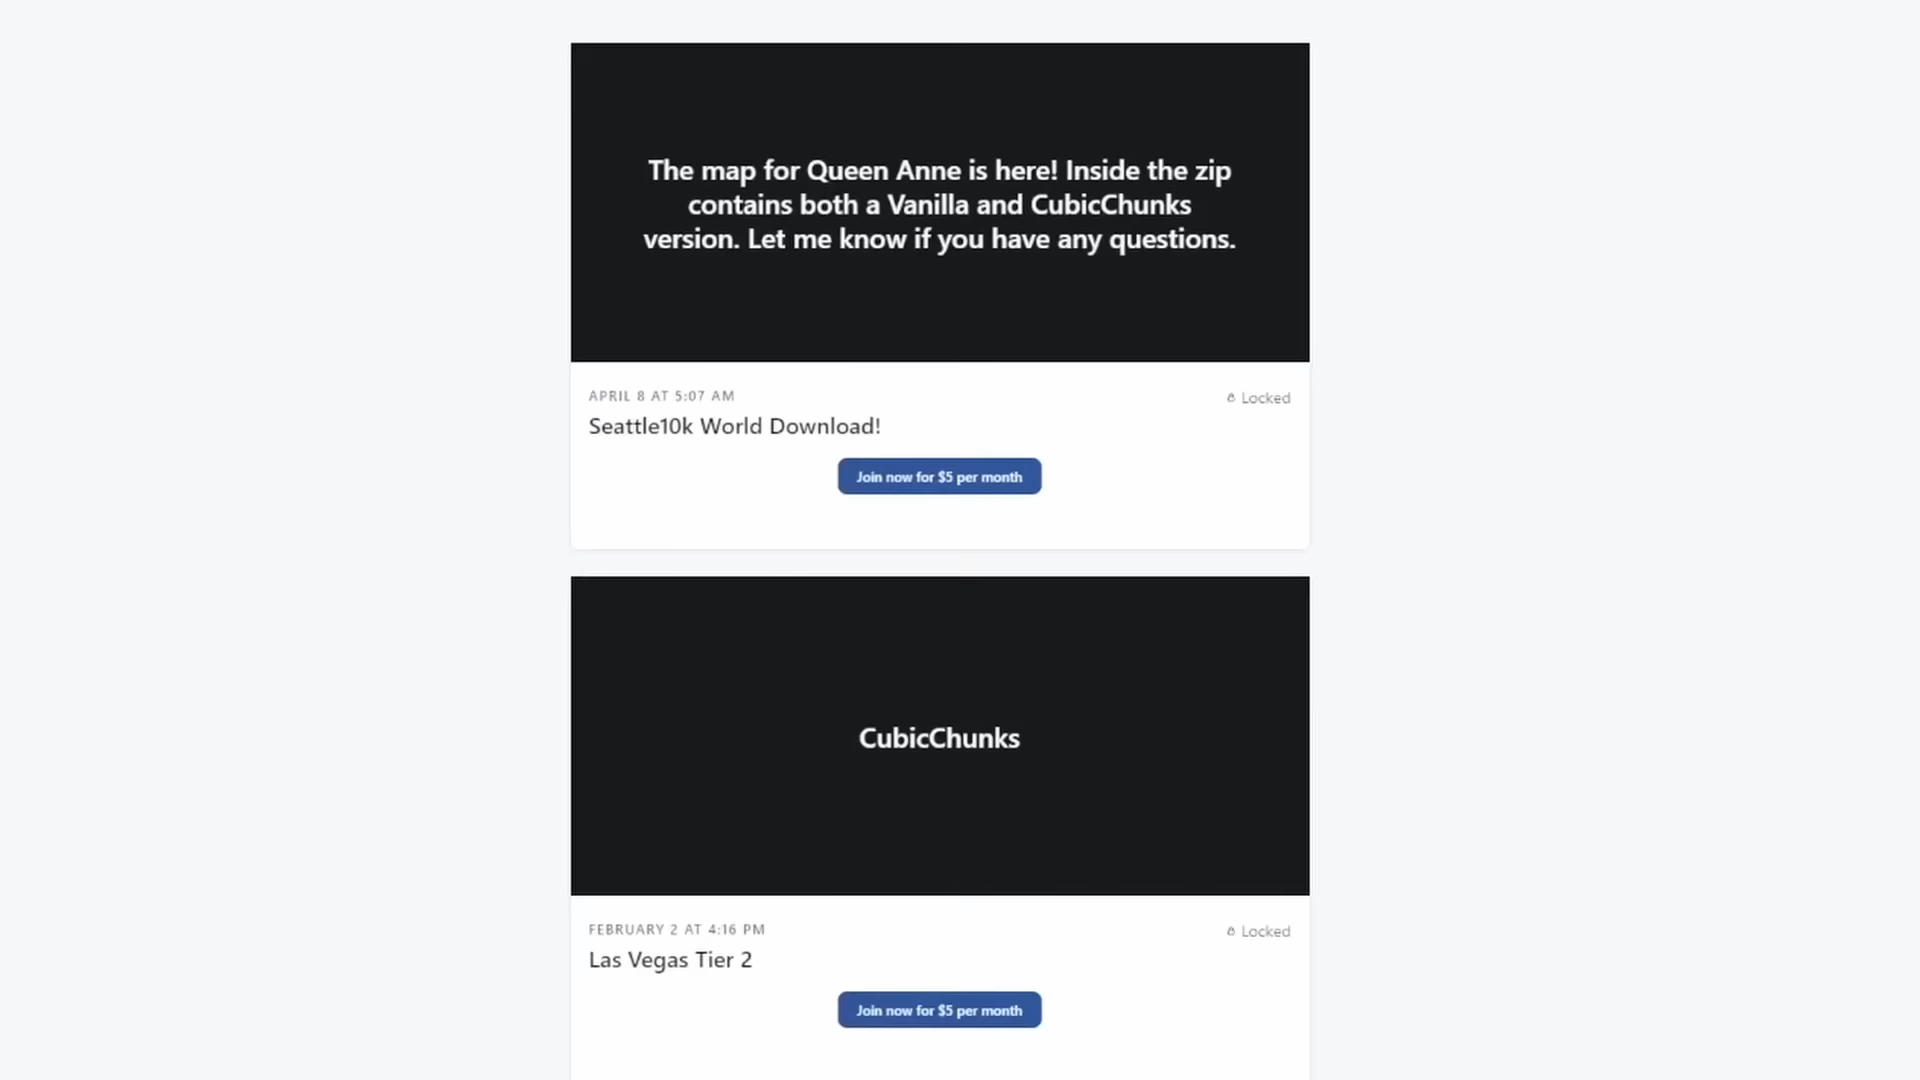 The map for Queen Anne is here! Inside the zip
contains both a Vanilla and CubicChunks
version. Let me know if you have any questions.
APRIL 8 AT 5:07 AM
Locked
Seattle10k World Download!
Join now for $5 per month
CubicChunks
FEBRUARY 2 AT 4:16 PM
Locked
Las Vegas Tier 2
Join now for $5 per month